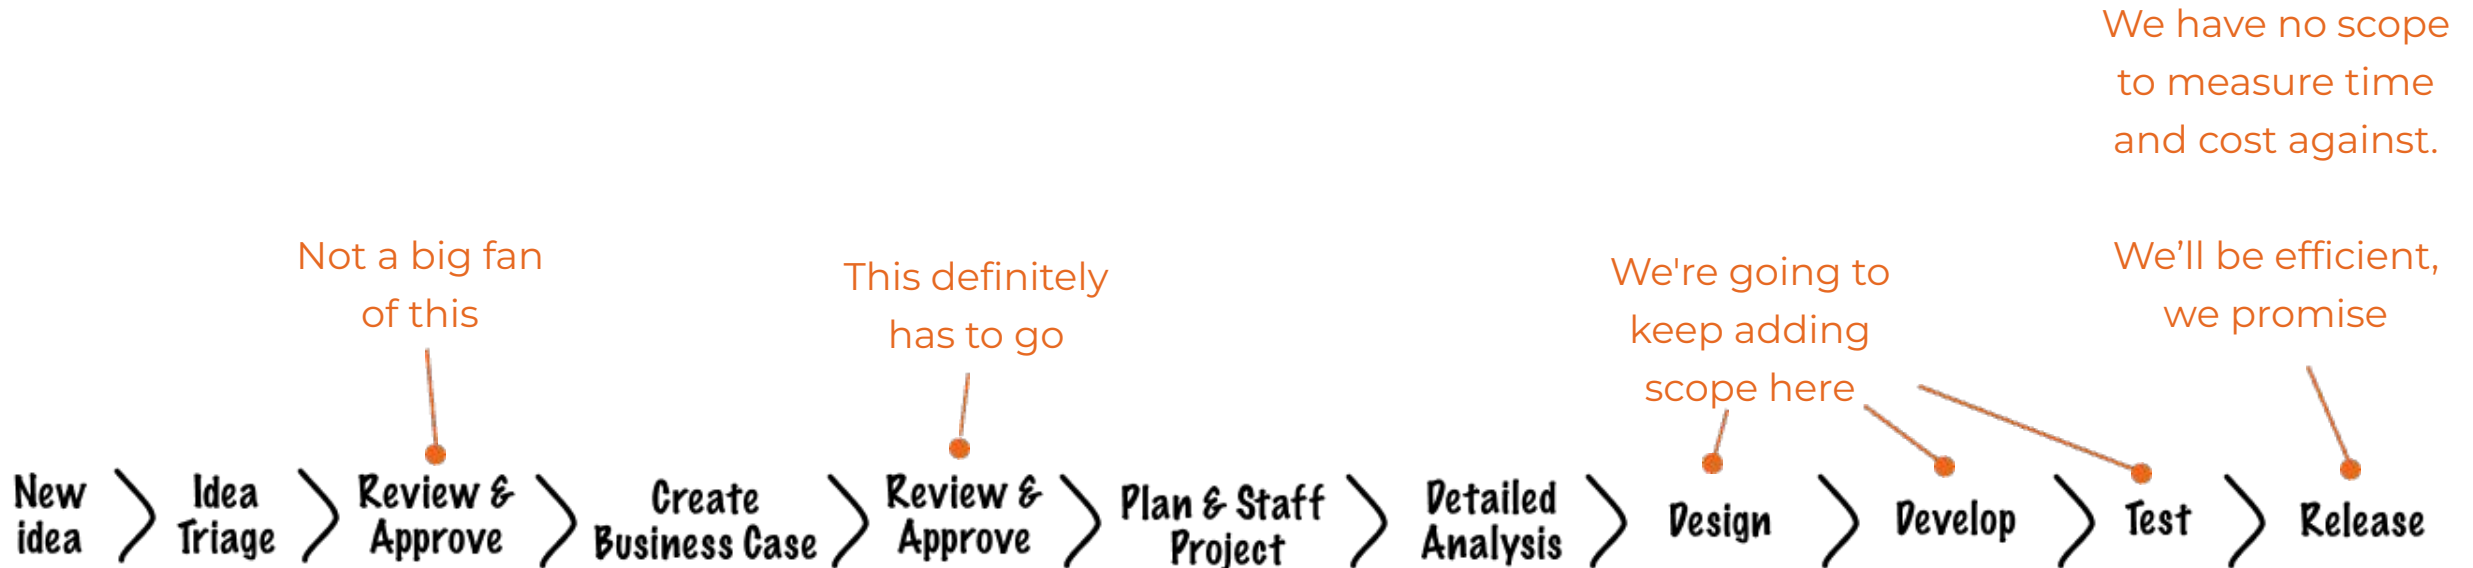 We have no scope
to measure time
and cost against.
Not a big fan
of this
This definitely
has to go
We're going to
keep adding
scope here
We’ll be efficient,
we promise
New
idea
Idea
Triage
Review &
Approve
Create
Business Case
Review &
Approve
Plan & Staff
Project
Detailed
Analysis
Design
Develop
Test
Release